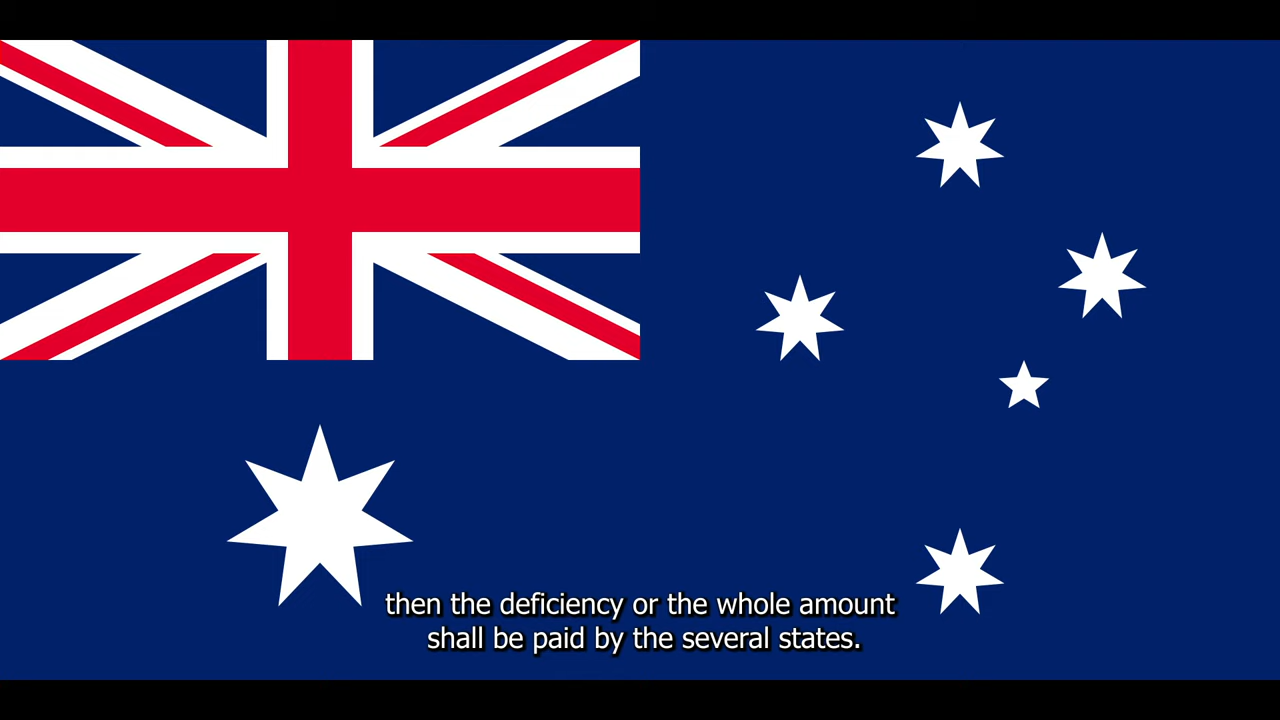 then the deficiency or the whole amount
shall be paid by the several states.